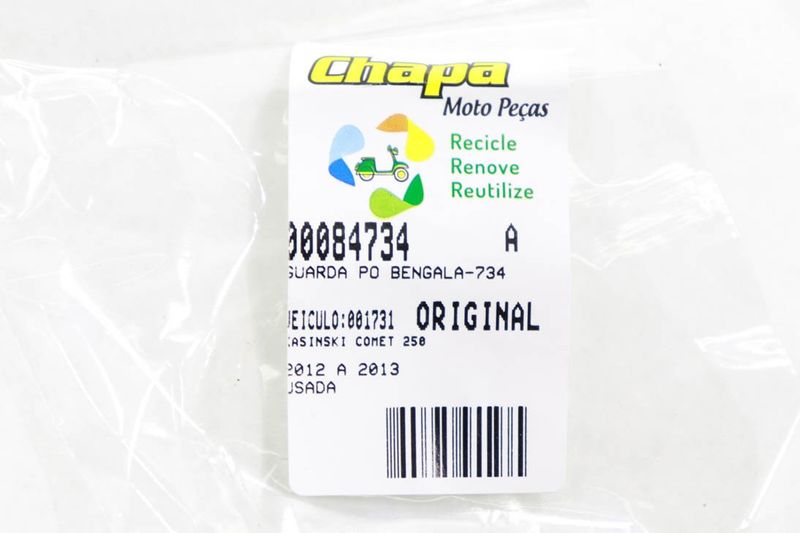 Chapa
Moto Peças
Recicle
Renove
Reutilize
00084734 A
GUARDA PO BENGALA-734
VEICULO:001731 ORIGINAL
KASINSKI COMET 250
2012 A 2013
USADA